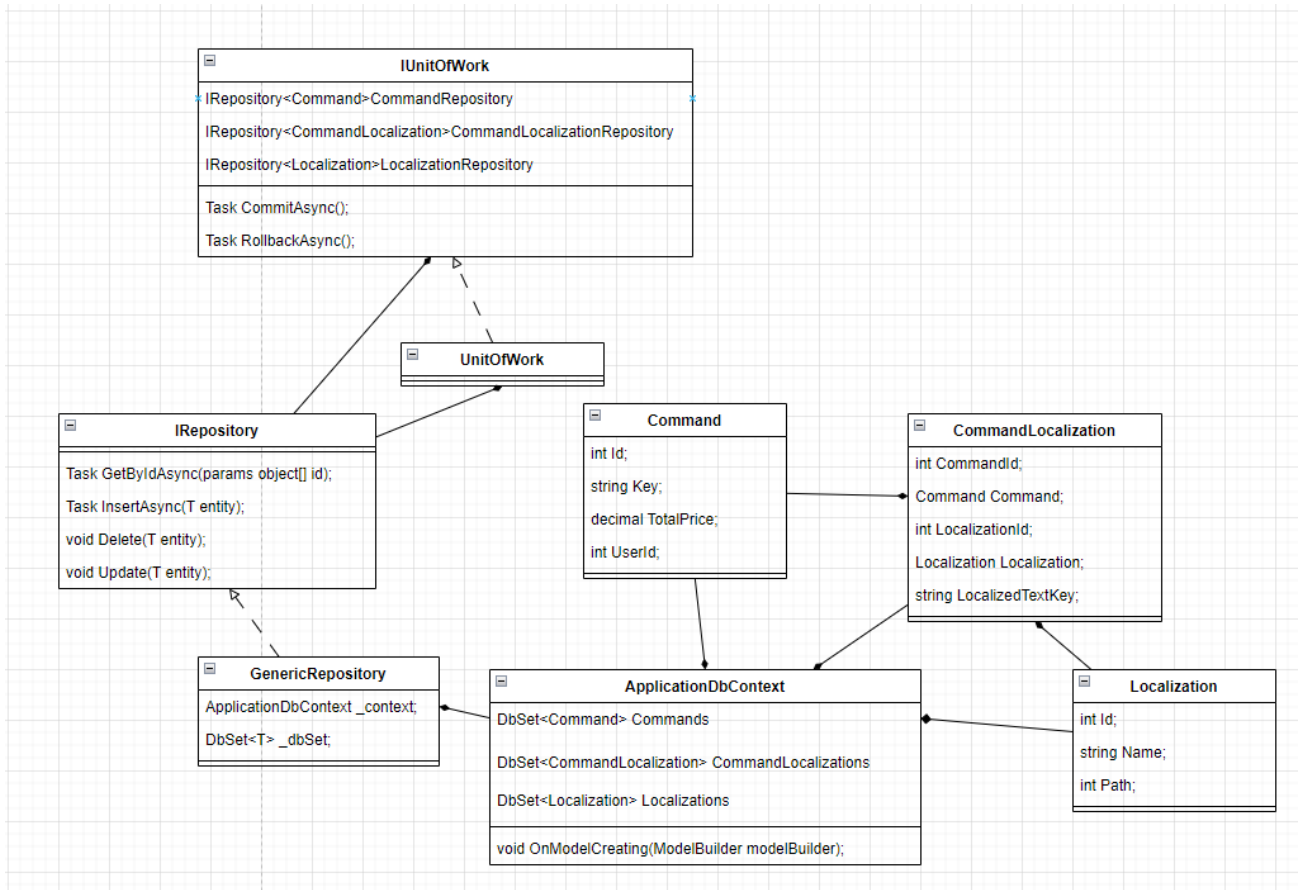 IUnitOfWork
IRepository<Command>CommandRepository
IRepository<CommandLocalization>CommandLocalizationRepository
IRepository<Localization>LocalizationRepository
Task CommitAsync();
Task RollbackAsync();
UnitOfWork
IRepository
Task GetByIdAsync(params object[] id);
Task InsertAsync(T entity);
void Delete(T entity);
void Update(T entity);
Command
int Id;
string Key;
decimal TotalPrice;
int UserId;
CommandLocalization
int CommandId;
Command Command;
int LocalizationId;
Localization Localization;
string LocalizedTextKey;
GenericRepository
ApplicationDbContext _context;
DbSet<T> _dbSet;
ApplicationDbContext
DbSet<Command> Commands
DbSet<CommandLocalization> CommandLocalizations
DbSet<Localization> Localizations
void OnModelCreating(ModelBuilder modelBuilder);
Localization
int Id;
string Name;
int Path;